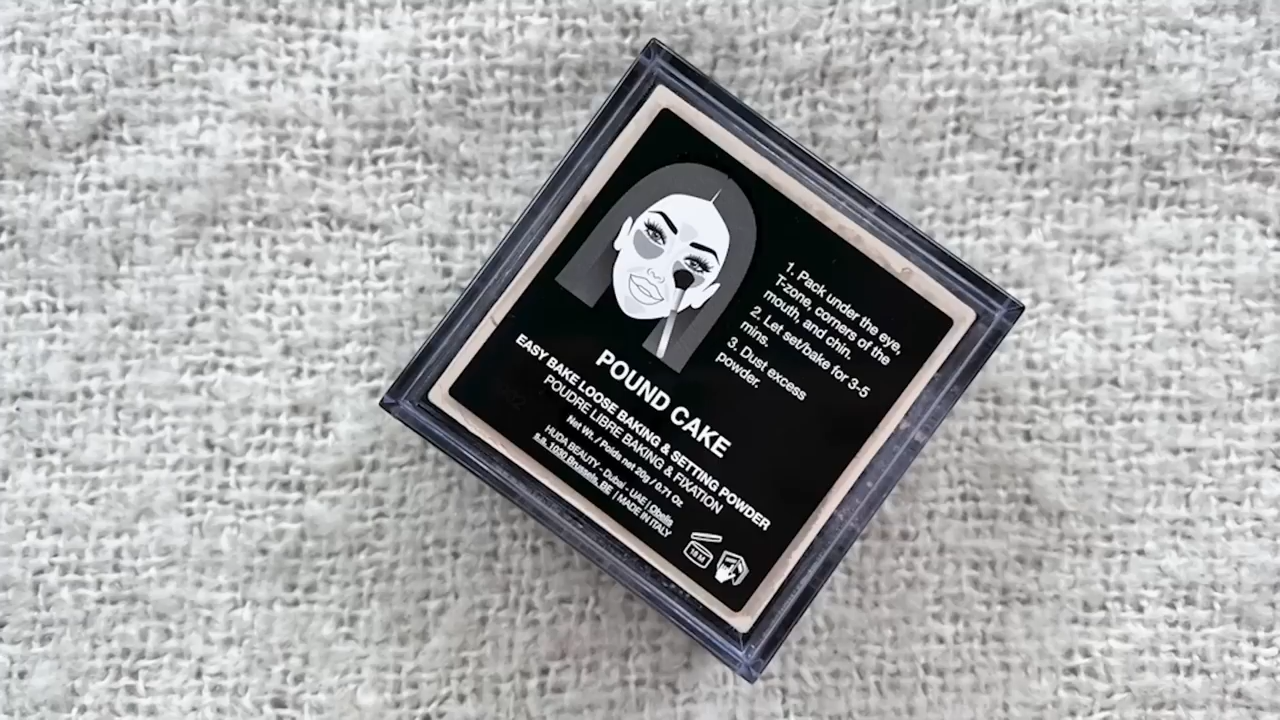 1. Pack under the eye,
T-zone, corners of the
mouth, and chin.
2. Let set/bake for 3-5
mins.
3. Dust excess
powder.
POUND CAKE
EASY BAKE LOOSE BAKING & SETTING POWDER
POUDRE LIBRE BAKING & FIXATION
Net Wt. / Poids net 20g / 0.71 Oz
HUDA BEAUTY - Dubai - UAE | Obelis
s.a. 1030 Brussels, BE | MADE IN ITALY
18 M